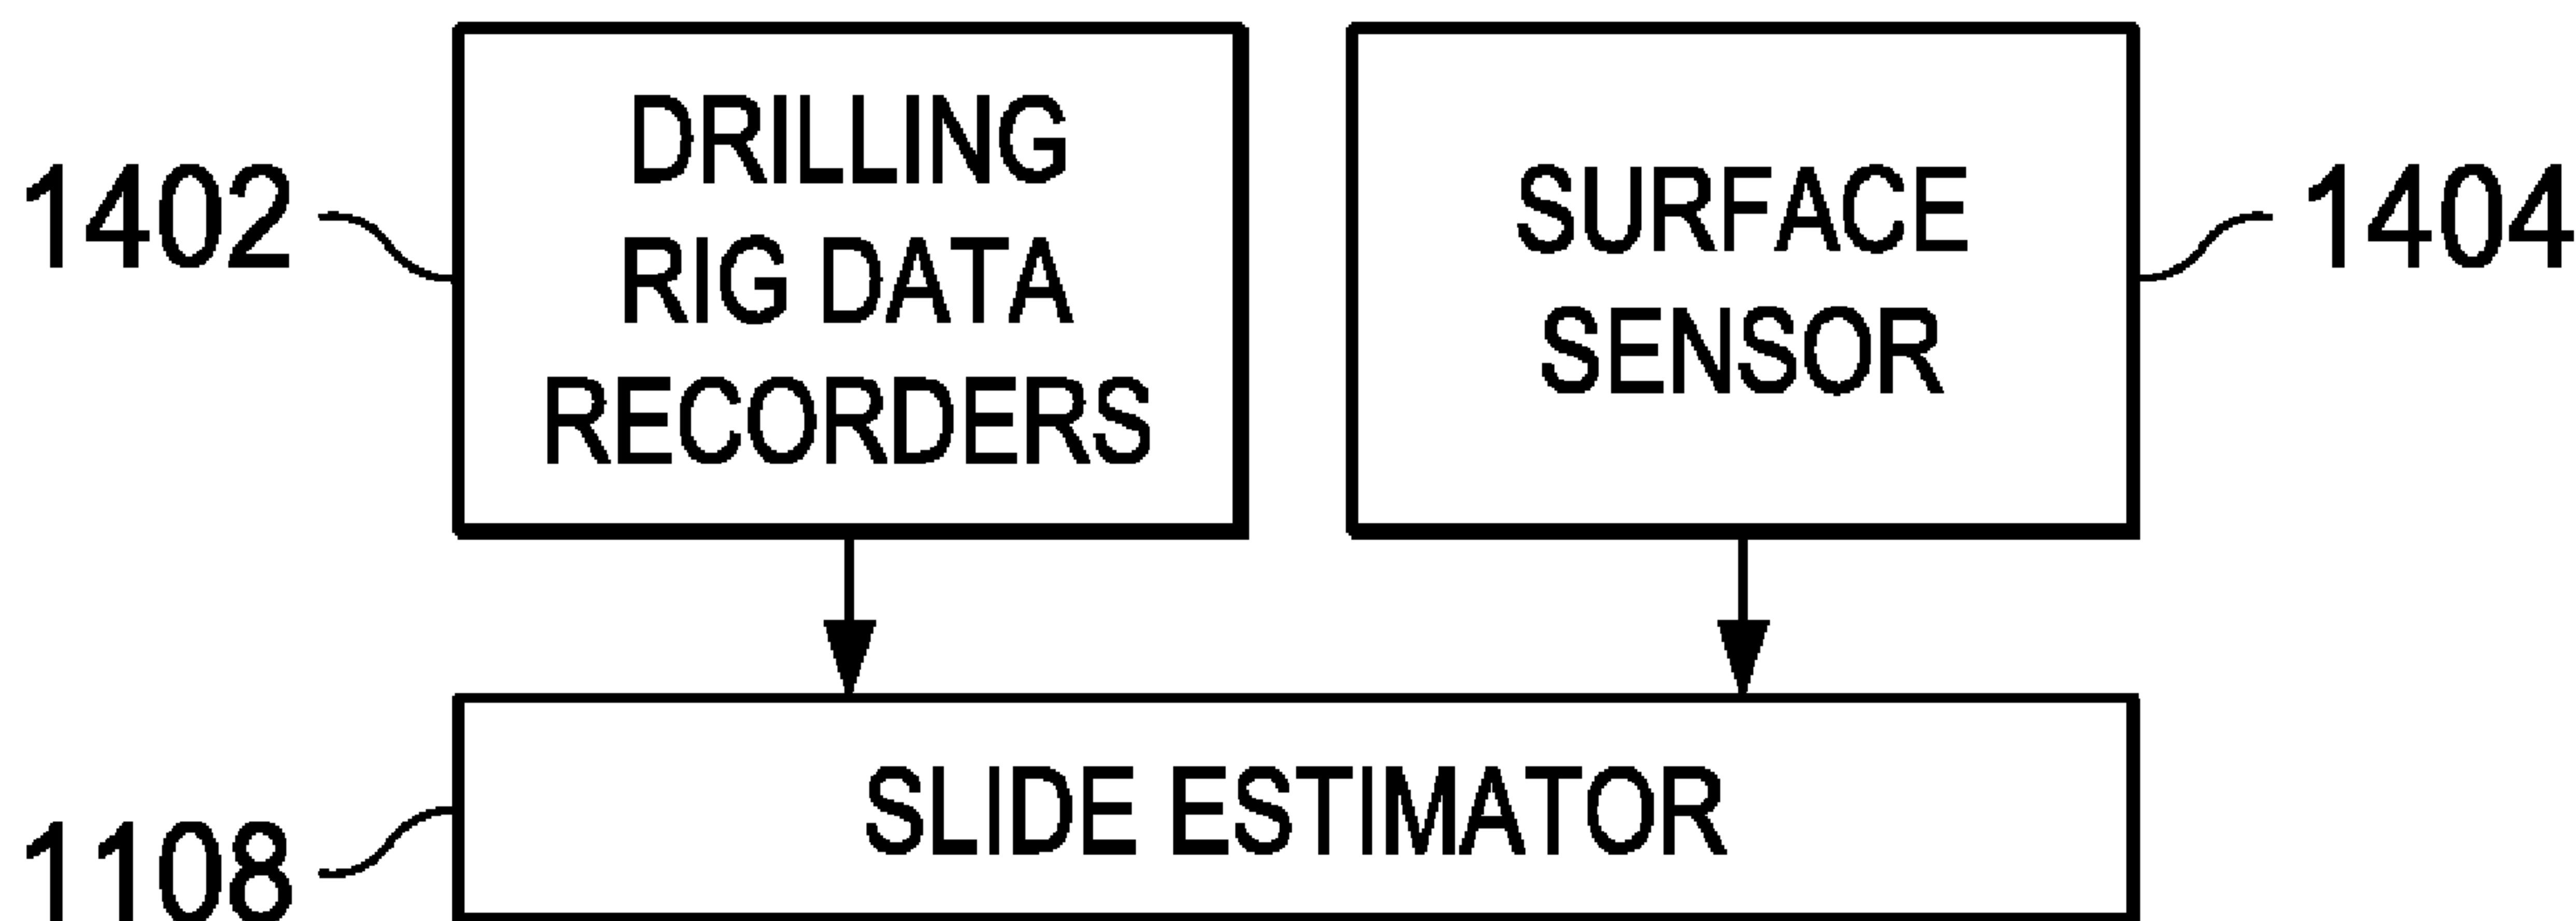 DRILLING
RIG DATA
RECORDERS
1402
SURFACE
SENSOR
1404
SLIDE ESTIMATOR
1108